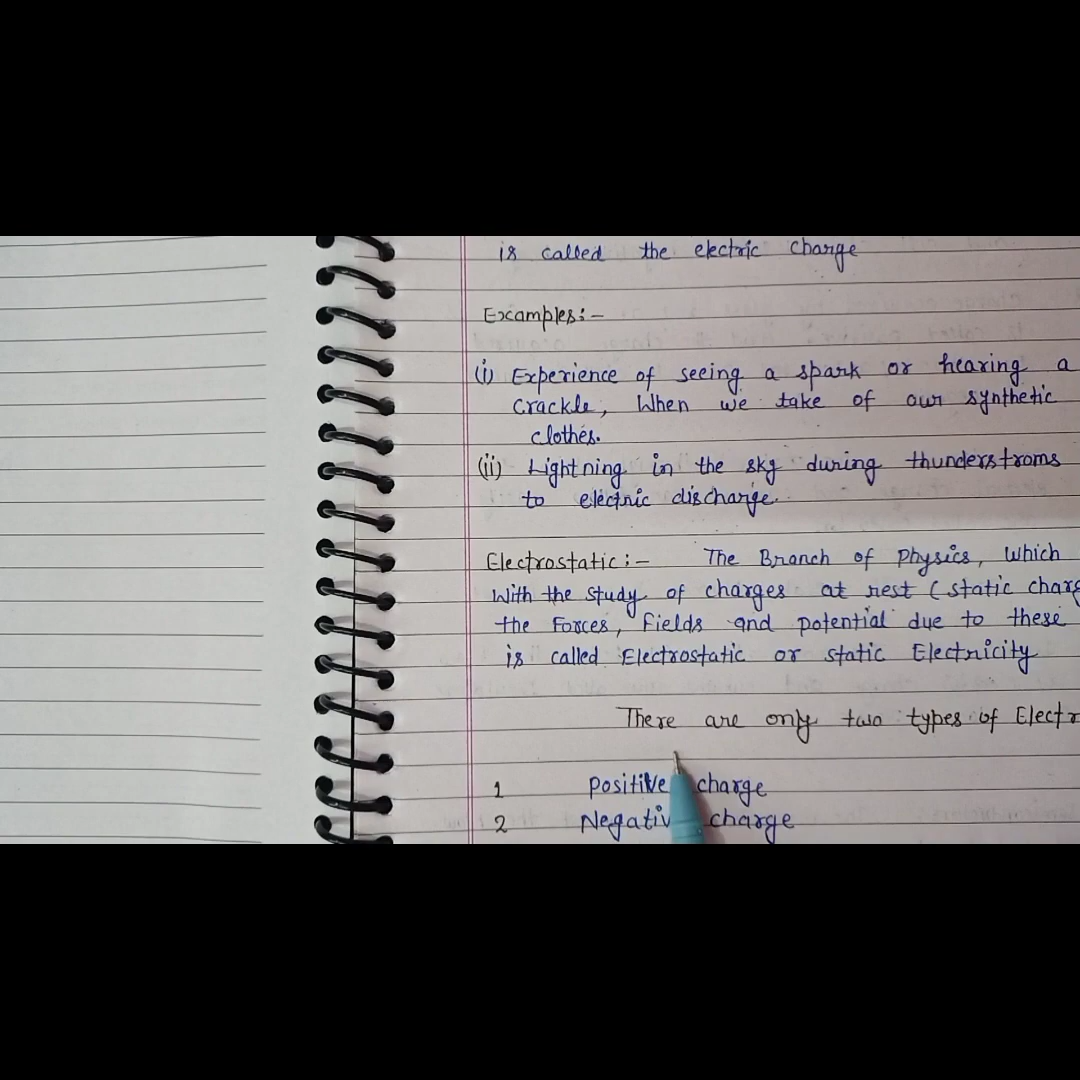 is called the electric charge
Examples:-
(i) Experience of seeing a spark or hearing a
crackle, When we take of our synthetic
clothes.
(ii) Lightning in the sky during thunderstroms
to electric discharge.
Electrostatic:- The Branch of Physics, which
with the study of charges at rest (static charg
the Forces, Fields and potential due to these
is called Electrostatic or static Electricity
There are only two types of Electr
1 positive charge
2 Negativ charge